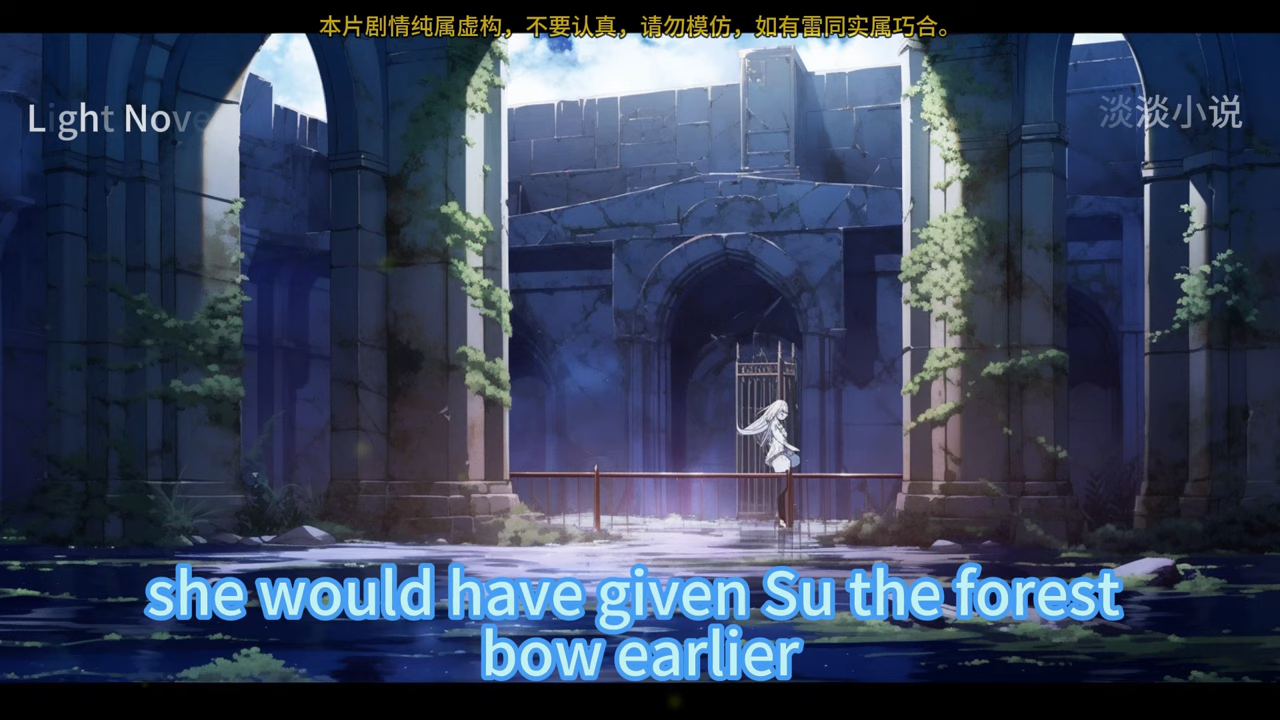 本片剧情纯属虚构，不要认真，请勿模仿，如有雷同实属巧合。
Light Nove
淡淡小说
she would have given Su the forest
bow earlier